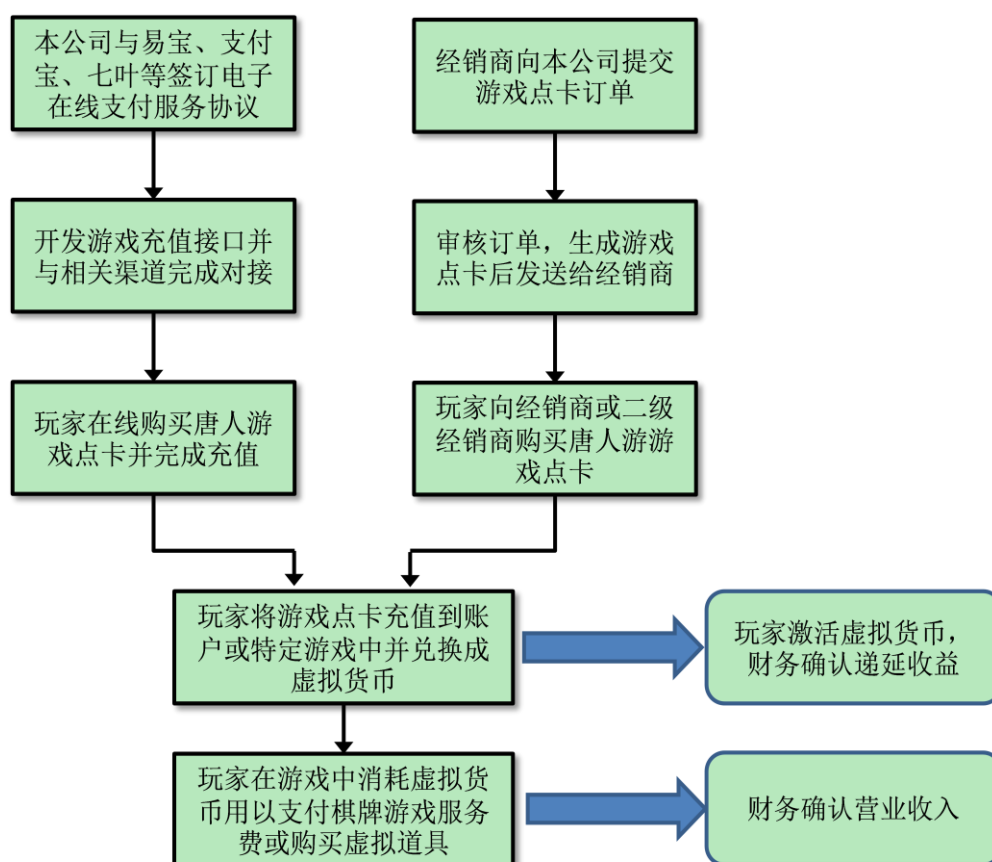 本公司与易宝、支付
宝、七叶等签订电子
在线支付服务协议
经销商向本公司提交
游戏点卡订单
开发游戏充值接口并
与相关渠道完成对接
审核订单，生成游戏
点卡后发送给经销商
玩家在线购买唐人游
戏点卡并完成充值
玩家向经销商或二级
经销商购买唐人游游
戏点卡
玩家将游戏点卡充值到账
户或特定游戏中并兑换成
虚拟货币
玩家激活虚拟货币，
财务确认递延收益
玩家在游戏中消耗虚拟货
币用以支付棋牌游戏服务
费或购买虚拟道具
财务确认营业收入